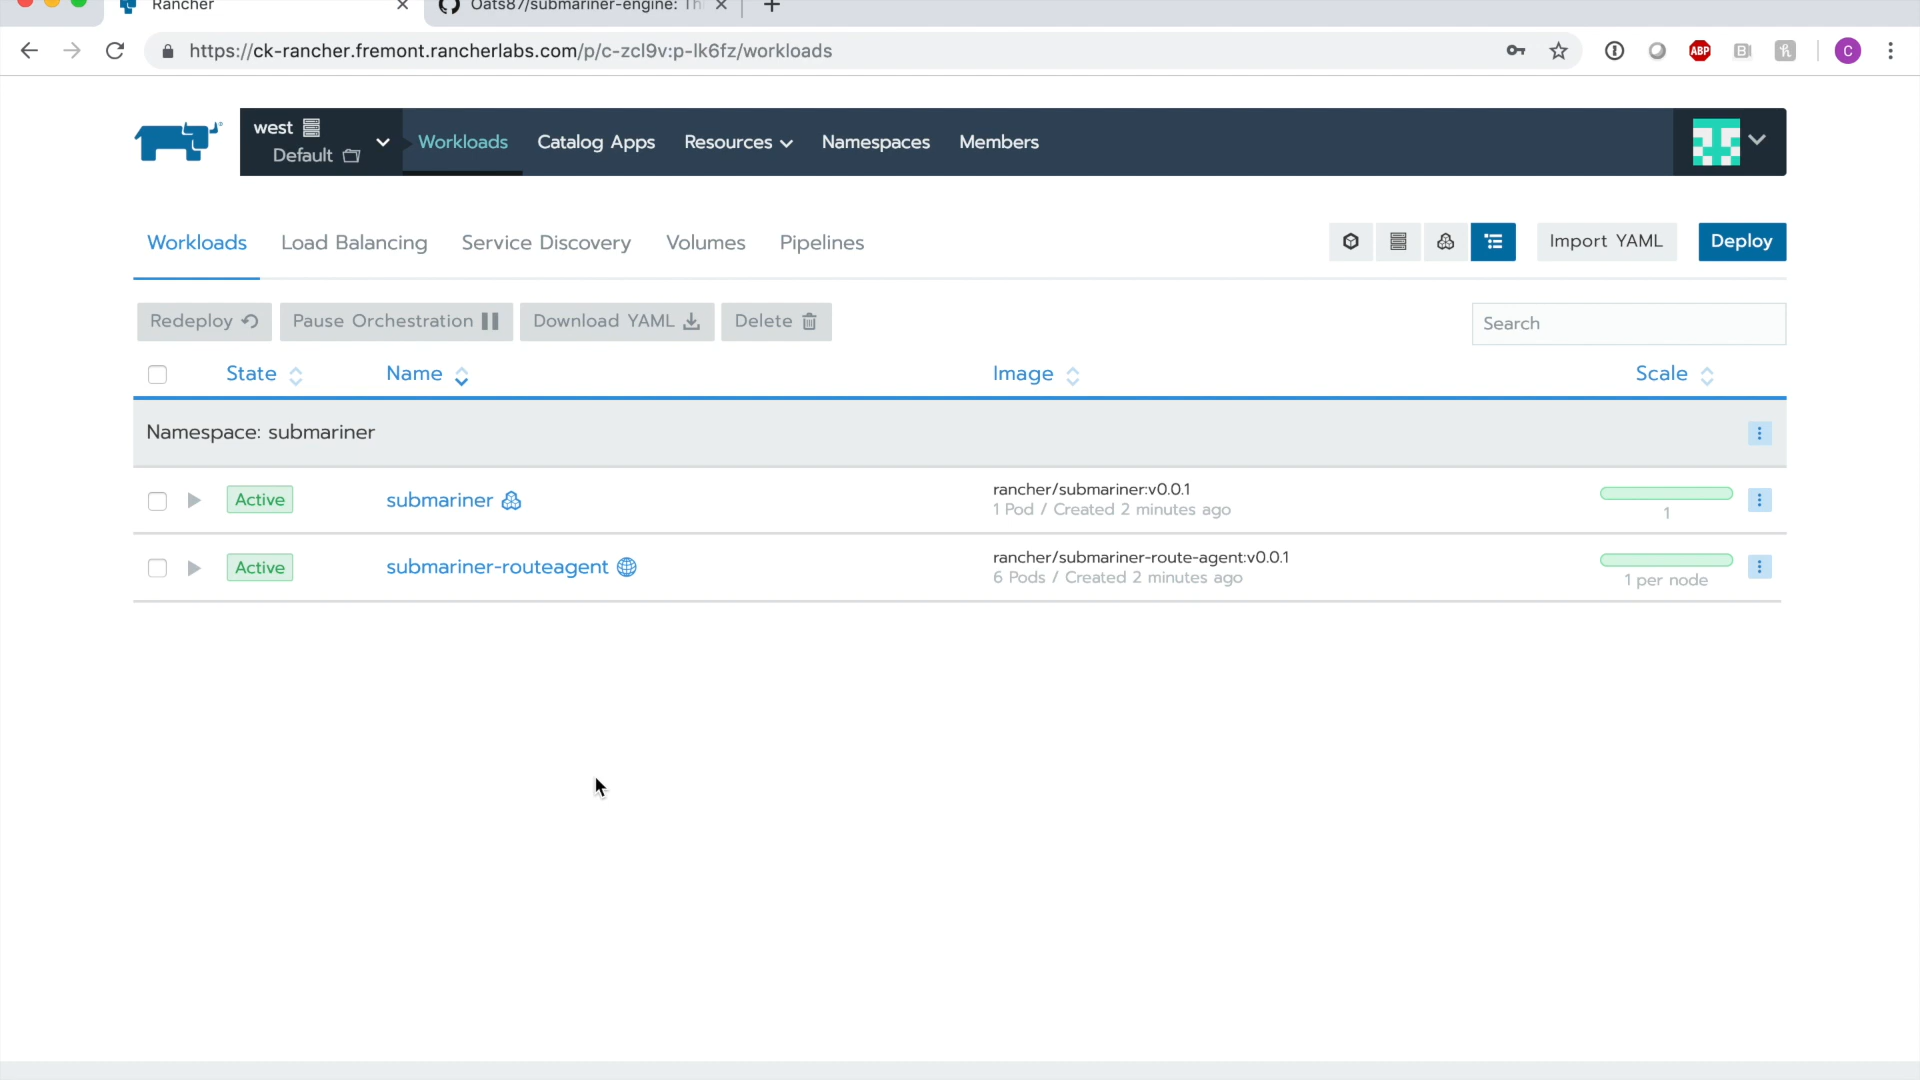 Rancher
Oats87/submariner-engine: Th
https://ck-rancher.fremont.rancherlabs.com/p/c-zcl9v:p-lk6fz/workloads
ABP
B
h
C
west
Default
Workloads
Catalog Apps
Resources
Namespaces
Members
Workloads
Load Balancing
Service Discovery
Volumes
Pipelines
Import YAML
Deploy
Redeploy
Pause Orchestration
Download YAML
Delete
Search
State
Name
Image
Scale
Namespace: submariner
Active
submariner
rancher/submariner:v0.0.1
1 Pod / Created 2 minutes ago
1
Active
submariner-routeagent
rancher/submariner-route-agent:v0.0.1
6 Pods / Created 2 minutes ago
1 per node